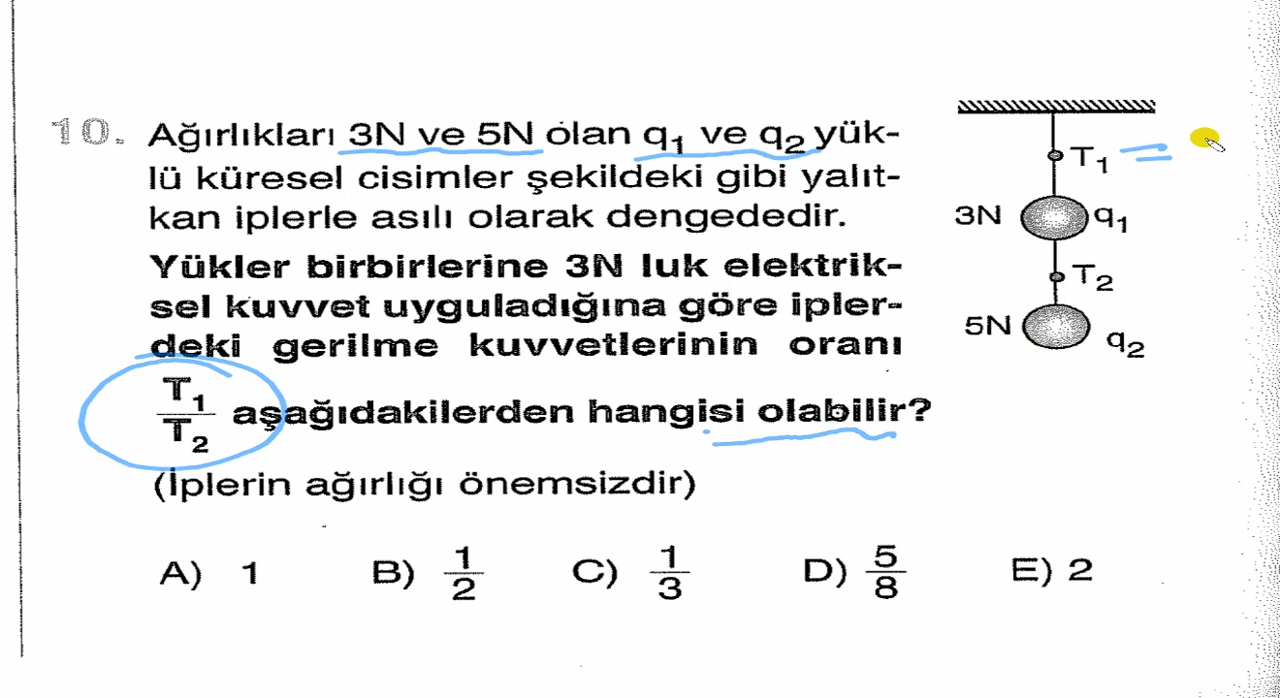 10. Ağırlıkları 3N ve 5N olan q₁ ve q₂ yük-
lü küresel cisimler şekildeki gibi yalıt-
kan iplerle asılı olarak dengededir.
Yükler birbirlerine 3N luk elektrik-
sel kuvvet uyguladığına göre ipler-
deki gerilme kuvvetlerinin oranı
T₁/T₂ aşağıdakilerden hangisi olabilir?
(İplerin ağırlığı önemsizdir)
A) 1 B) 1/2 C) 1/3 D) 5/8 E) 2
T₁ =
3N q₁
T₂
5N q₂